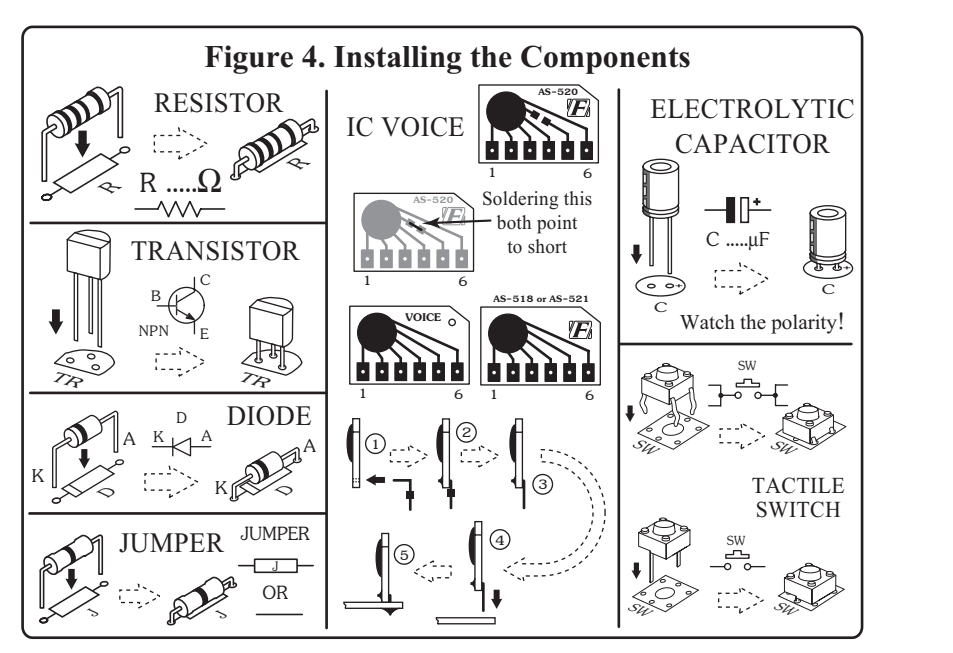 Figure 4. Installing the Components
RESISTOR
R
R
R .....Ω
TRANSISTOR
C
B
E
NPN
TR
TR
DIODE
D
K A
A
K
D
A
K
D
JUMPER
JUMPER
J
OR
J
J
IC VOICE
AS-520
F
1 6
AS-520
F
1 6
Soldering this
both point
to short
VOICE
1 6
AS-518 or AS-521
F
1 6
1
2
3
4
5
ELECTROLYTIC
CAPACITOR
+
C .....µF
+
C
+
C
Watch the polarity!
SW
SW
SW
TACTILE
SWITCH
SW
SW
SW